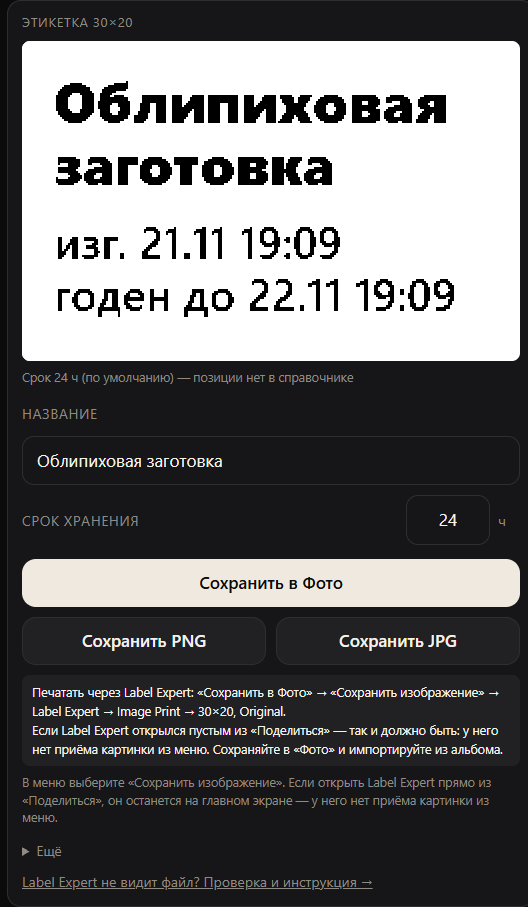 ЭТИКЕТКА 30×20
Облипиховая
заготовка
изг. 21.11 19:09
годен до 22.11 19:09
Срок 24 ч (по умолчанию) — позиции нет в справочнике
НАЗВАНИЕ
Облипиховая заготовка
СРОК ХРАНЕНИЯ 24 ч
Сохранить в Фото
Сохранить PNG Сохранить JPG
Печатать через Label Expert: «Сохранить в Фото» → «Сохранить изображение» →
Label Expert → Image Print → 30×20, Original.
Если Label Expert открылся пустым из «Поделиться» — так и должно быть: у него
нет приёма картинки из меню. Сохраняйте в «Фото» и импортируйте из альбома.
В меню выберите «Сохранить изображение». Если открыть Label Expert прямо из
«Поделиться», он останется на главном экране — у него нет приёма картинки из
меню.
▶ Ещё
Label Expert не видит файл? Проверка и инструкция →